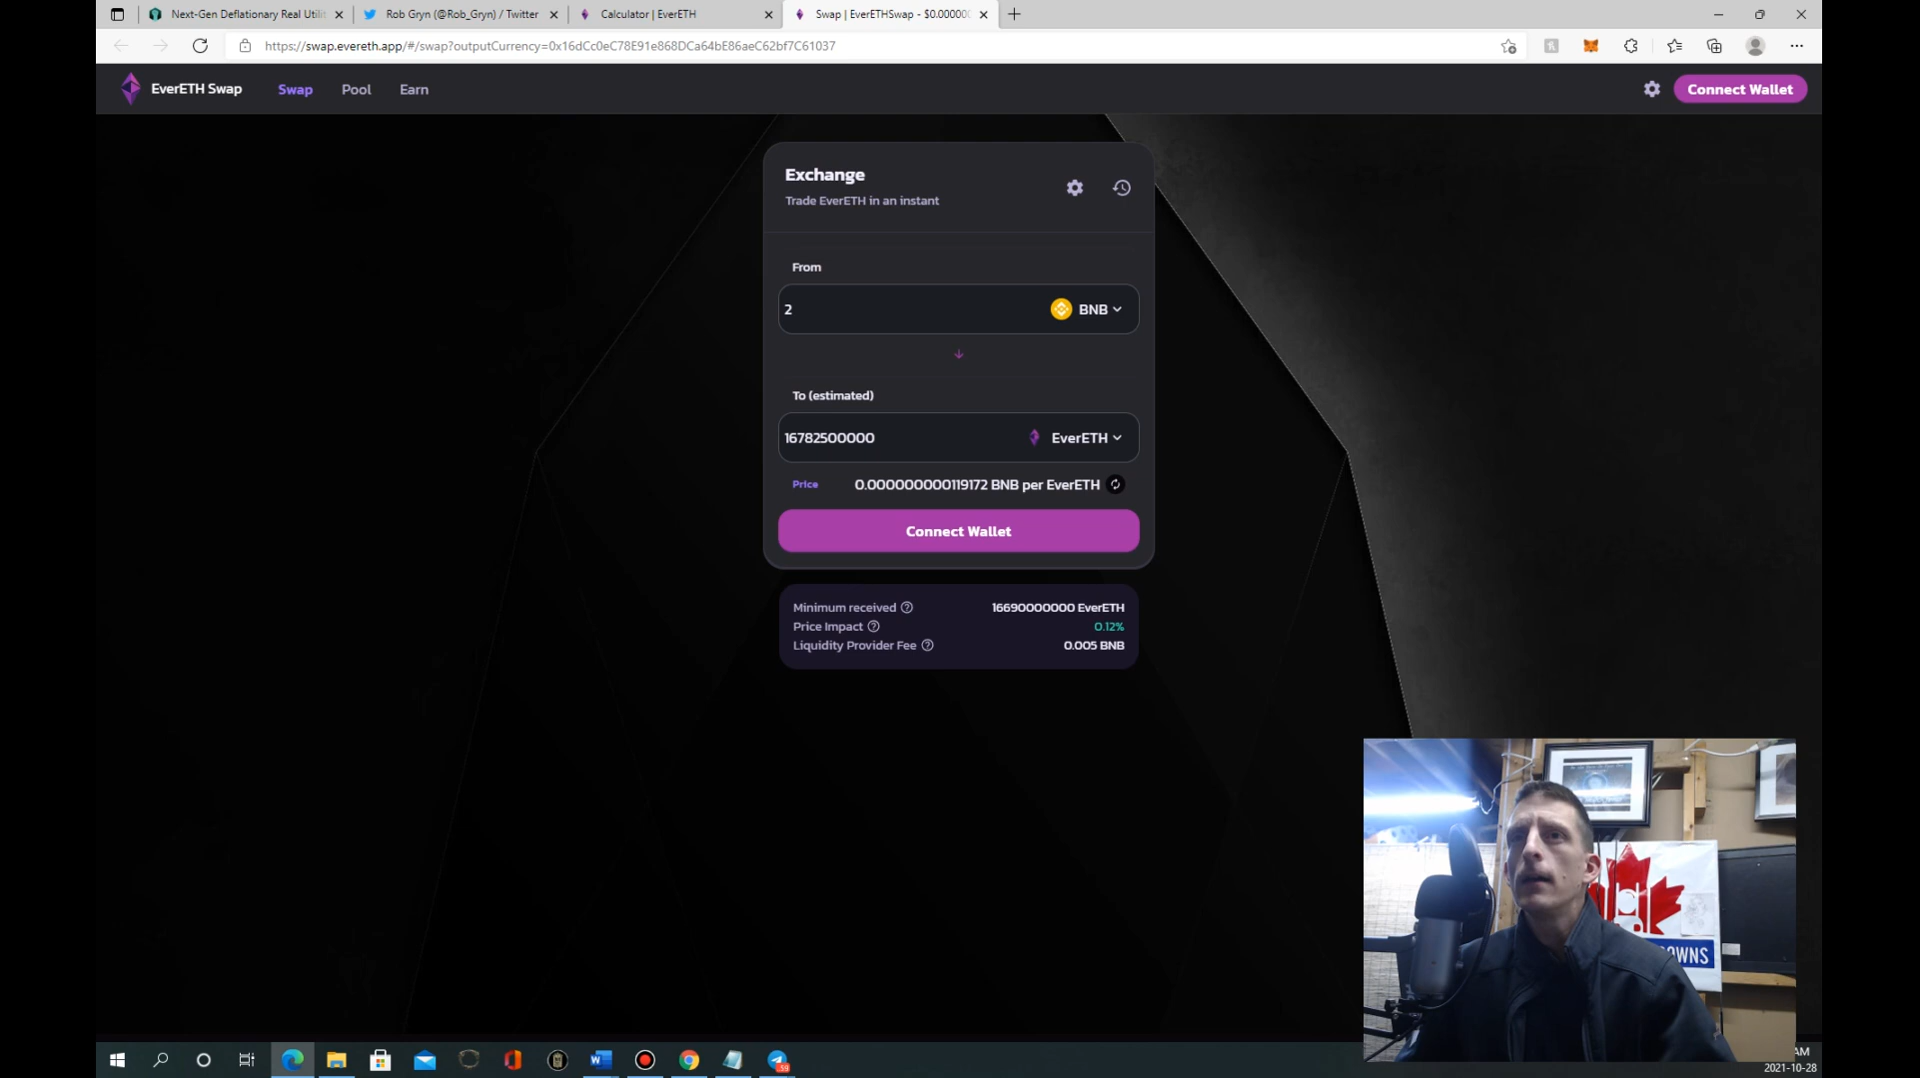 Next-Gen Deflationary Real Utili
Rob Gryn (@Rob_Gryn) / Twitter
Calculator | EverETH
Swap | EverETHSwap - $0.00000
https://swap.evereth.app/#/swap?outputCurrency=0x16dCc0eC78E91e868DCa64bE86aeC62bf7C61037
EverETH Swap
Swap
Pool
Earn
Connect Wallet
Exchange
Trade EverETH in an instant
From
2
BNB
To (estimated)
16782500000
EverETH
Price
0.000000000119172 BNB per EverETH
Connect Wallet
Minimum received
16690000000 EverETH
Price Impact
0.12%
Liquidity Provider Fee
0.005 BNB
OWNS
59
AM
2021-10-28